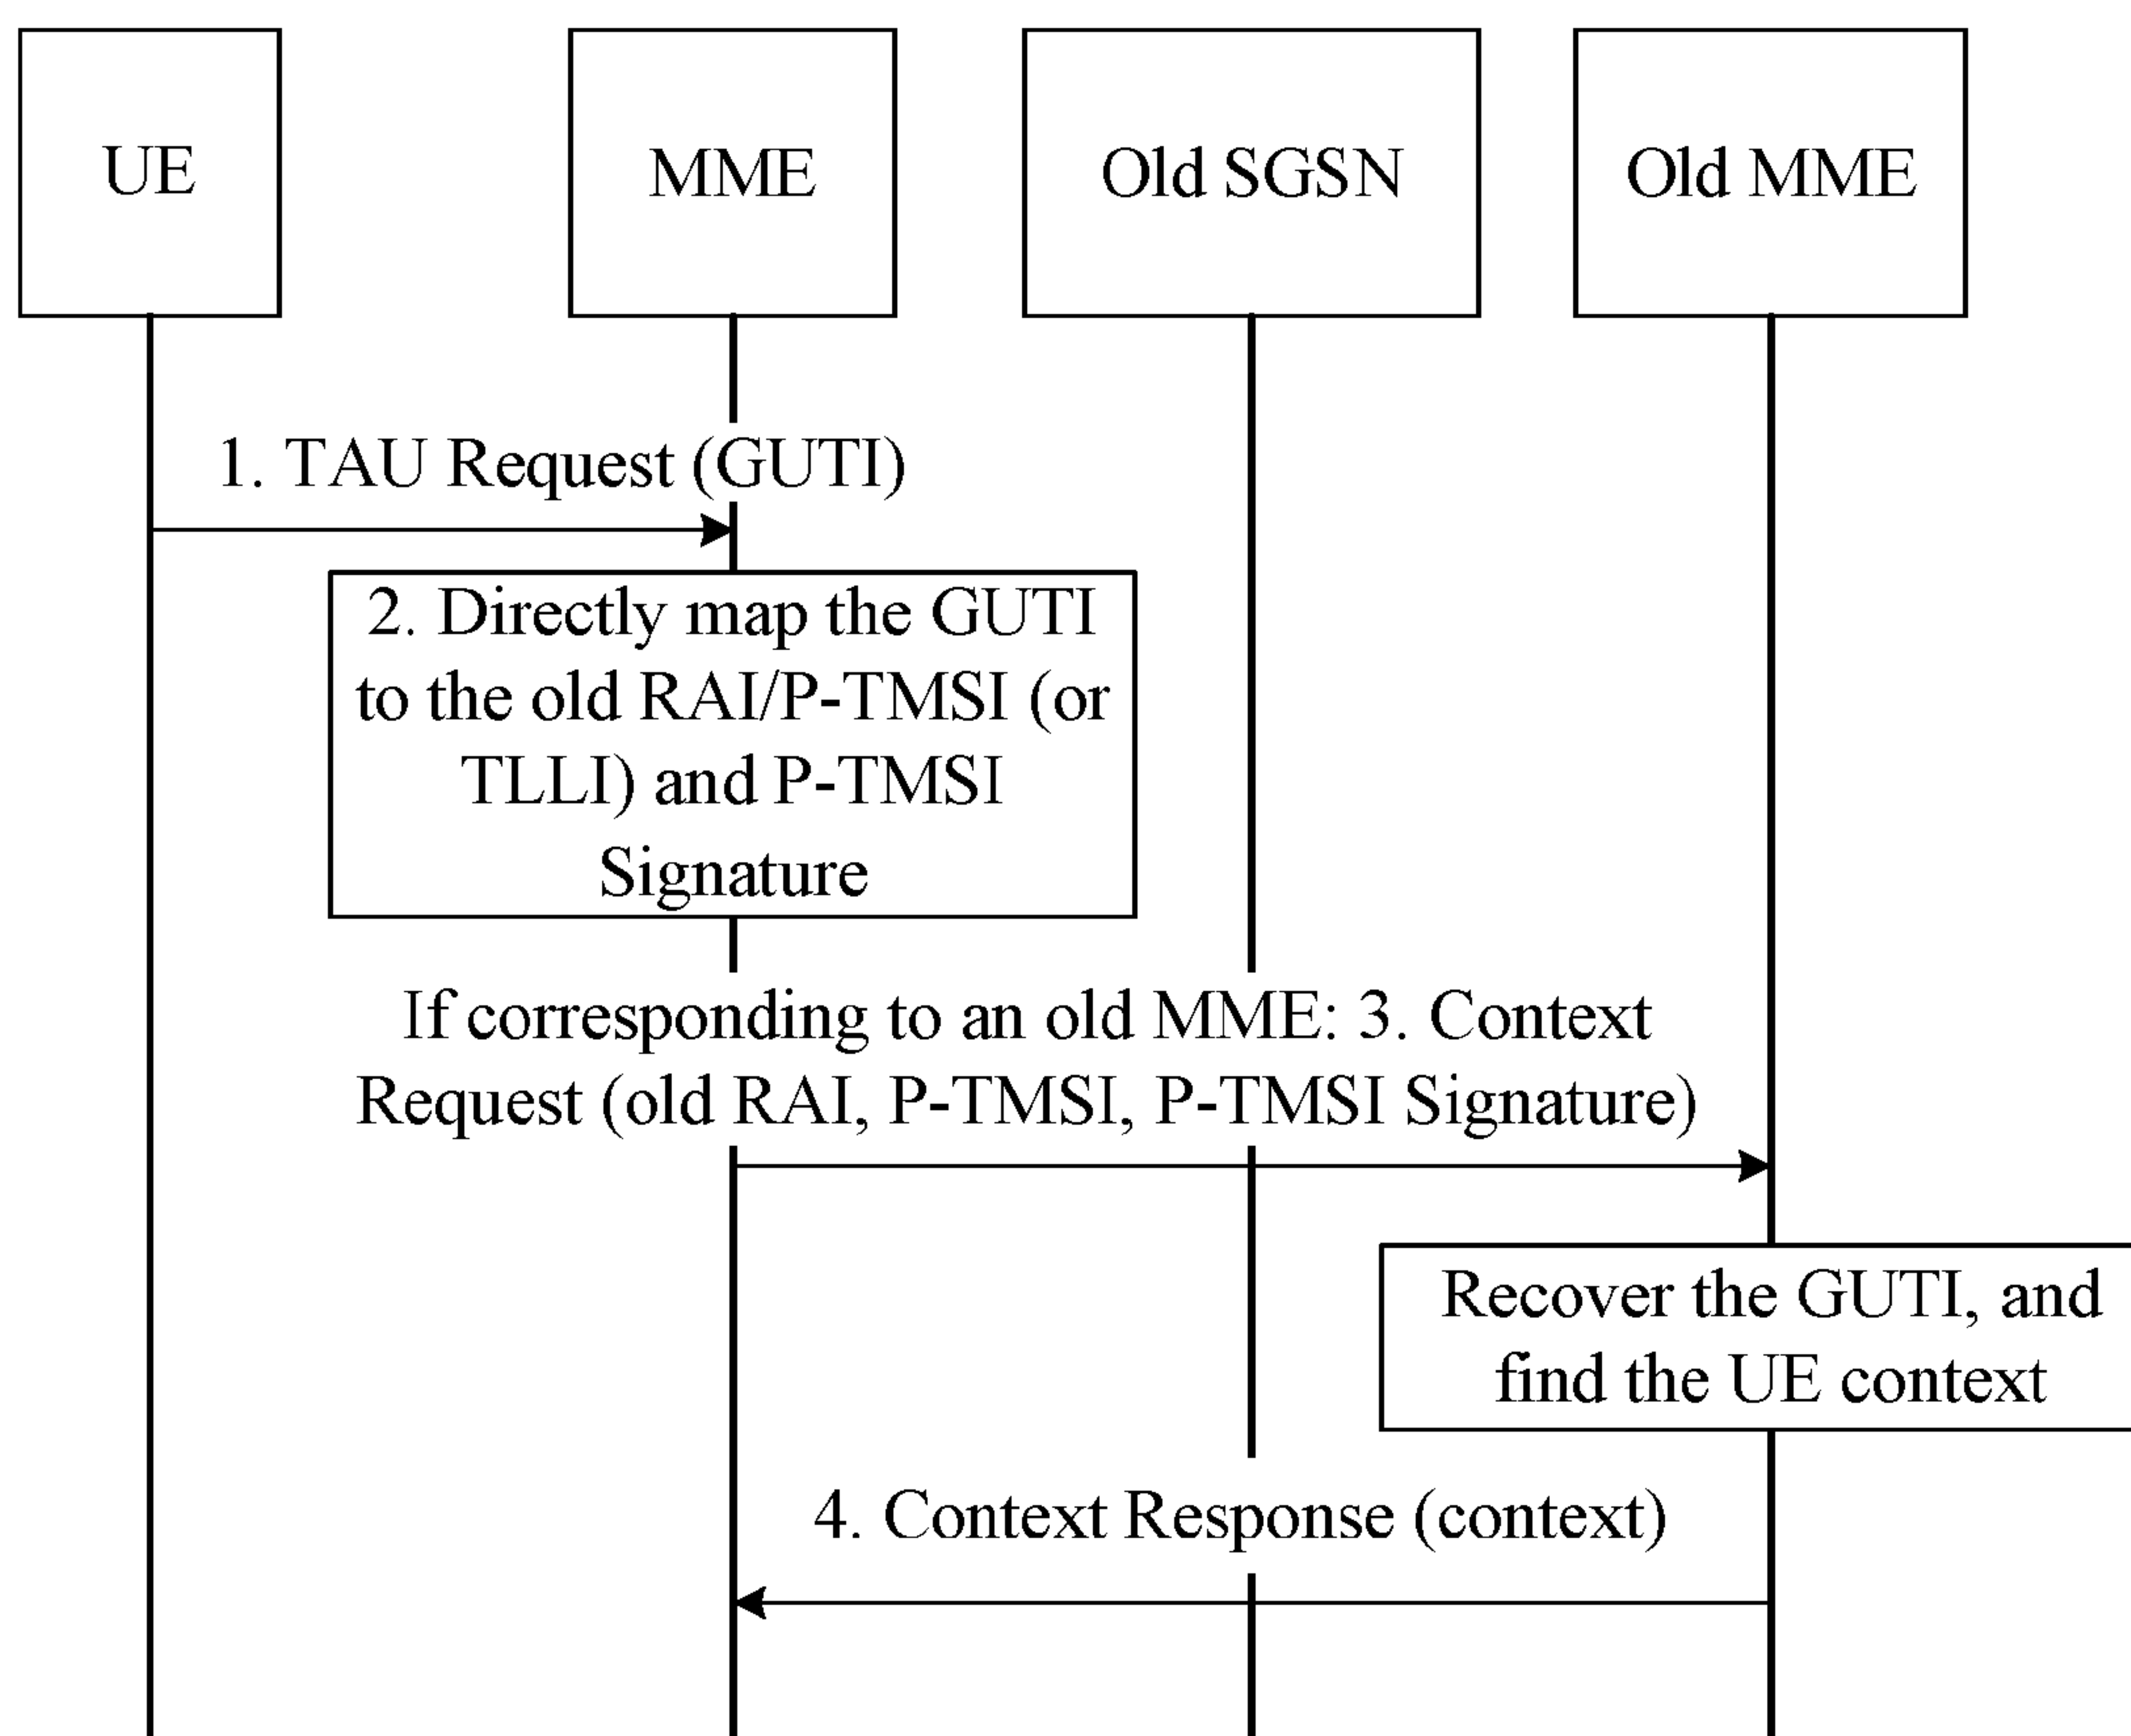 UE
MME
Old SGSN
Old MME
1. TAU Request (GUTI)
2. Directly map the GUTI
to the old RAI/P-TMSI (or
TLLI) and P-TMSI
Signature
If corresponding to an old MME: 3. Context
Request (old RAI, P-TMSI, P-TMSI Signature)
Recover the GUTI, and
find the UE context
4. Context Response (context)